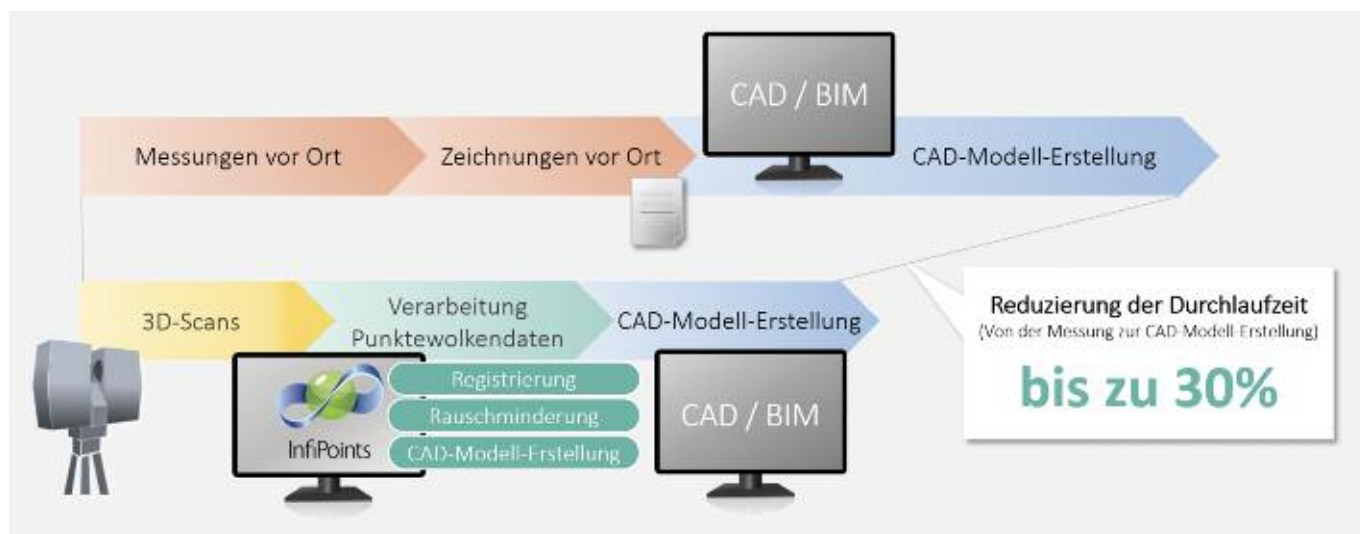 CAD / BIM
Messungen vor Ort
Zeichnungen vor Ort
CAD-Modell-Erstellung
3D-Scans
Verarbeitung
Punktewolkendaten
CAD-Modell-Erstellung
InfiPoints
Registrierung
Rauschminderung
CAD-Modell-Erstellung
CAD / BIM
Reduzierung der Durchlaufzeit
(Von der Messung zur CAD-Modell-Erstellung)
bis zu 30%